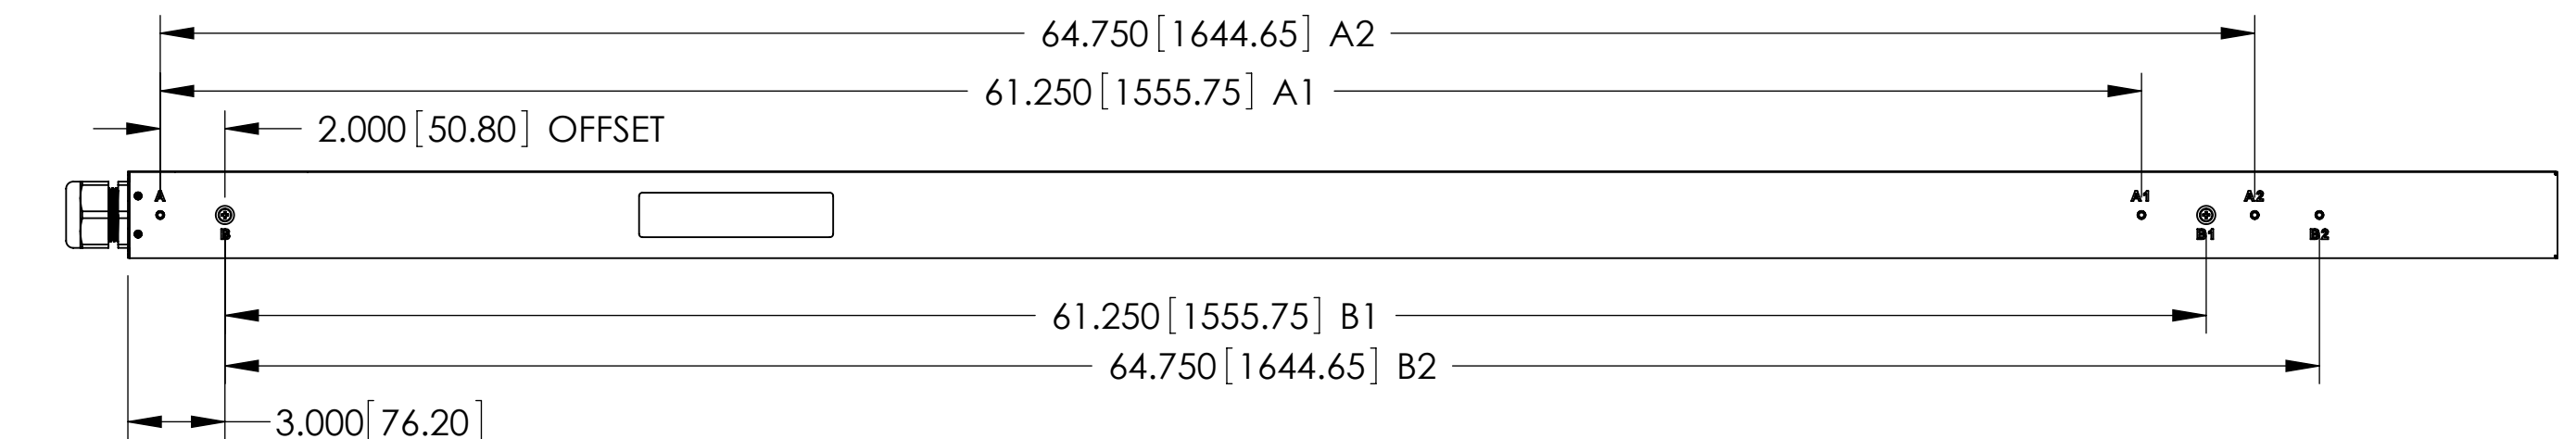 64.750[1644.65] A2
61.250[1555.75] A1
2.000[50.80] OFFSET
A A1 A2
B B1 B2
61.250[1555.75] B1
64.750[1644.65] B2
3.000[76.20]